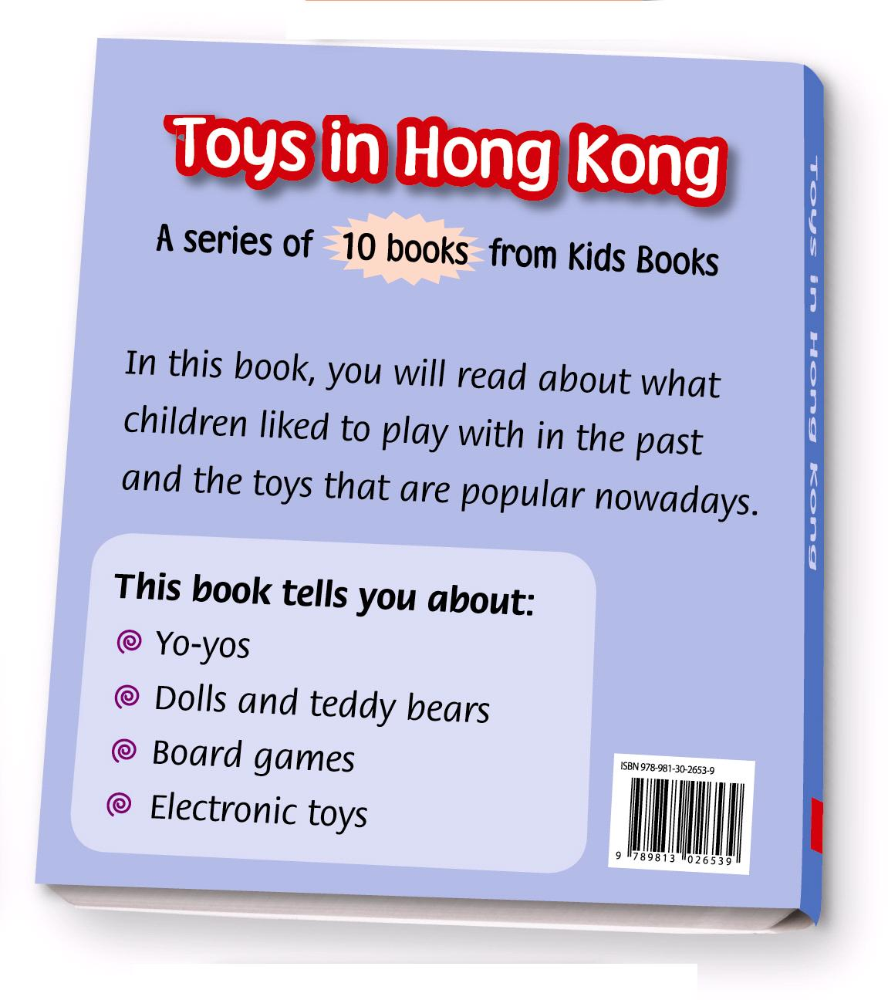 Toys in Hong Kong
A series of 10 books from Kids Books
In this book, you will read about what
children liked to play with in the past
and the toys that are popular nowadays.
This book tells you about:
Yo-yos
Dolls and teddy bears
Board games
Electronic toys
ISBN 978-981-30-2653-9
9 789813 026539
Toys in Hong Kong